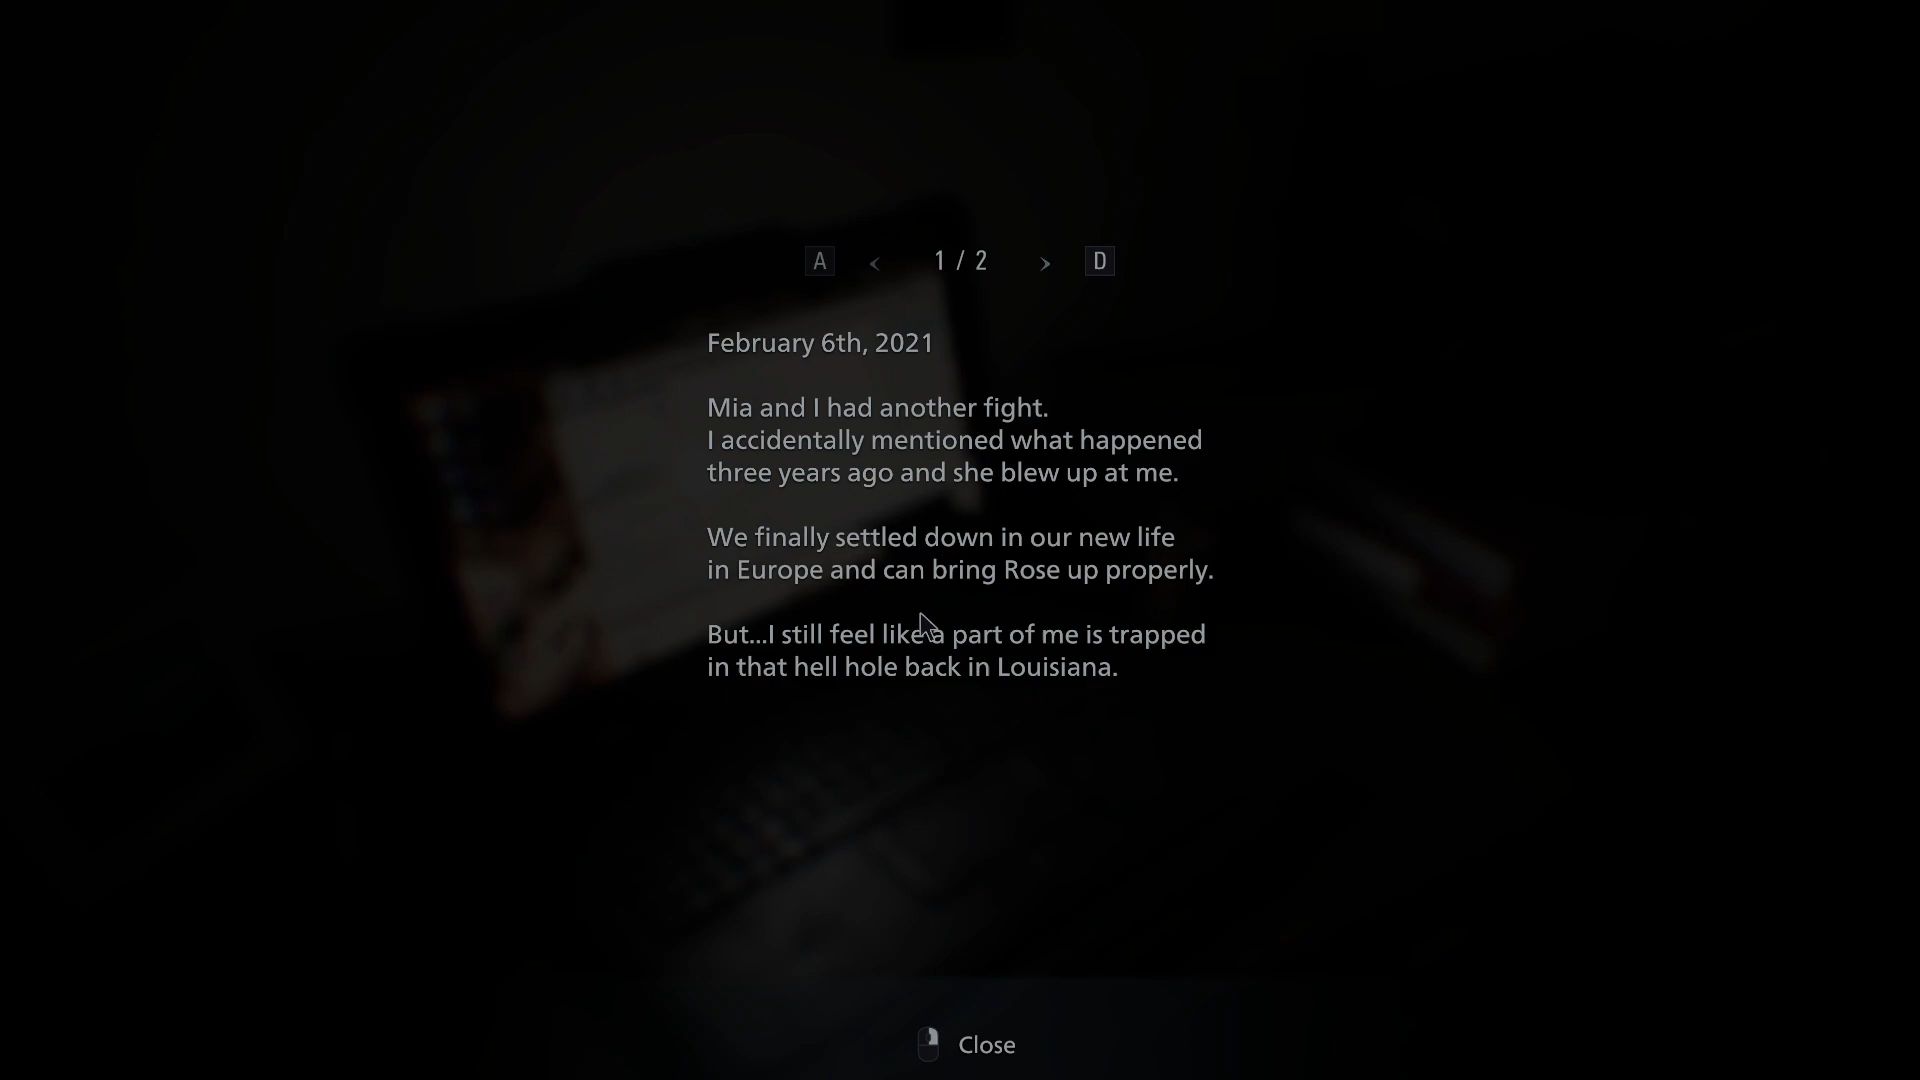 A < 1 / 2 > D
February 6th, 2021
Mia and I had another fight.
I accidentally mentioned what happened
three years ago and she blew up at me.
We finally settled down in our new life
in Europe and can bring Rose up properly.
But...I still feel like a part of me is trapped
in that hell hole back in Louisiana.
Close